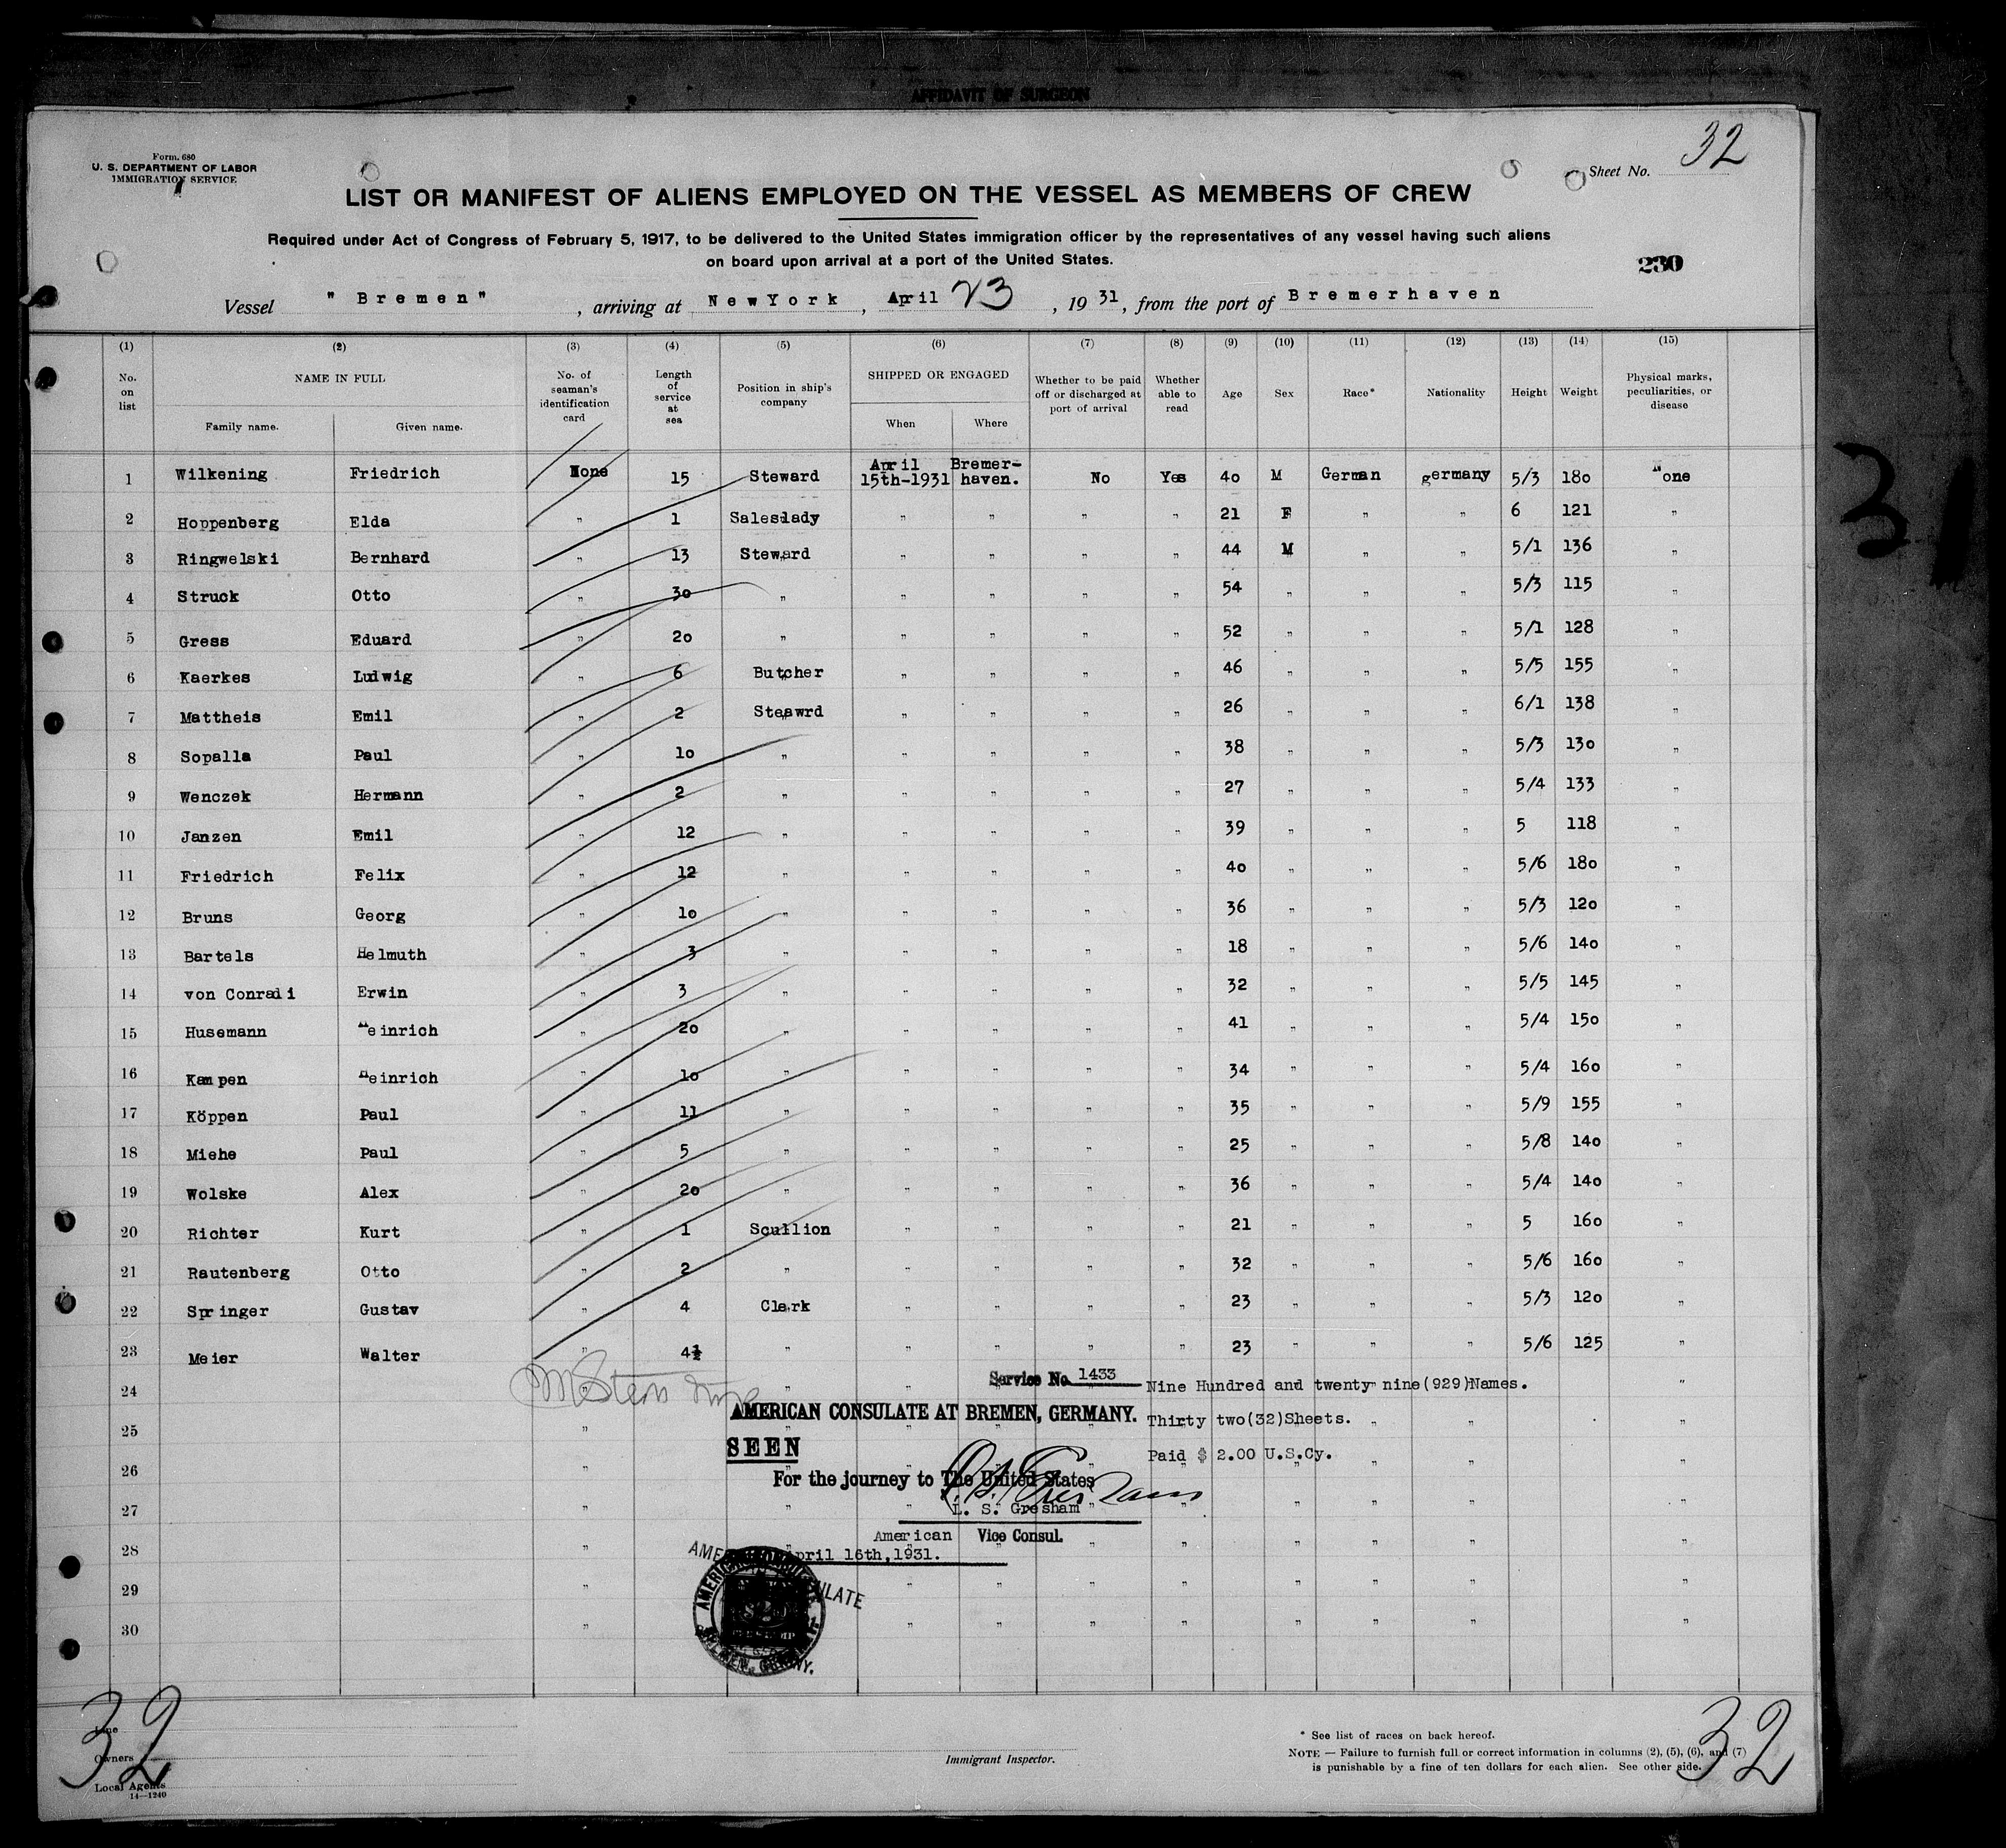 AFFIDAVIT OF SURGEON
32
Form. 680
U. S. DEPARTMENT OF LABOR
IMMIGRATION SERVICE
Sheet No.
LIST OR MANIFEST OF ALIENS EMPLOYED ON THE VESSEL AS MEMBERS OF CREW
Required under Act of Congress of February 5, 1917, to be delivered to the United States immigration officer by the representatives of any vessel having such aliens
on board upon arrival at a port of the United States.
230
Vessel " Bremen" , arriving at NewYork , April 23 , 19 31 , from the port of Bremerhaven
(1) (2) (3) (4) (5) (6) (7) (8) (9) (10) (11) (12) (13) (14) (15)
No. on list NAME IN FULL No. of seaman's identification card Length of service at sea Position in ship's company SHIPPED OR ENGAGED Whether to be paid off or discharged at port of arrival Whether able to read Age Sex Race* Nationality Height Weight Physical marks, peculiarities, or disease
Family name. Given name. When Where
1 Wilkening Friedrich None 15 Steward April 15th-1931 Bremer-haven. No Yes 40 M German germany 5/3 180 None
2 Hoppenberg Elda " 1 Saleslady " " " " 21 F " " 6 121 "
3 Ringwelski Bernhard " 13 Steward " " " " 44 M " " 5/1 136 "
4 Struck Otto " 30 " " " " " 54 " " " 5/3 115 "
5 Gress Eduard " 20 " " " " " 52 " " " 5/1 128 "
6 Kaerkes Ludwig " 6 Butcher " " " " 46 " " " 5/5 155 "
7 Mattheis Emil " 2 Steawrd " " " " 26 " " " 6/1 138 "
8 Sopalla Paul " 10 " " " " " 38 " " " 5/3 130 "
9 Wenczek Hermann " 2 " " " " " 27 " " " 5/4 133 "
10 Janzen Emil " 12 " " " " " 39 " " " 5 118 "
11 Friedrich Felix " 12 " " " " " 40 " " " 5/6 180 "
12 Bruns Georg " 10 " " " " " 36 " " " 5/3 120 "
13 Bartels Helmuth " 3 " " " " " 18 " " " 5/6 140 "
14 von Conradi Erwin " 3 " " " " " 32 " " " 5/5 145 "
15 Husemann Heinrich " 20 " " " " " 41 " " " 5/4 150 "
16 Kampen Heinrich " 10 " " " " " 34 " " " 5/4 160 "
17 Köppen Paul " 11 " " " " " 35 " " " 5/9 155 "
18 Miehe Paul " 5 " " " " " 25 " " " 5/8 140 "
19 Wolske Alex " 20 " " " " " 36 " " " 5/4 140 "
20 Richter Kurt " 1 Scullion " " " " 21 " " " 5 160 "
21 Rautenberg Otto " 2 " " " " " 32 " " " 5/6 160 "
22 Springer Gustav " 4 Clerk " " " " 23 " " " 5/3 120 "
23 Meier Walter " 4½ " " " " " 23 " " " 5/6 125 "
24 Service No. 1433 Nine Hundred and twenty nine(929)Names.
AMERICAN CONSULATE AT BREMEN, GERMANY. Thirty two(32)Sheets.
25
SEEN Paid $ 2.00 U.S.Cy.
26
For the journey to The United States
27 L. S. Gresham
American Vice Consul.
28 April 16th,1931.
29
30
AMERICAN CONSULATE
BREMEN, GERMANY.
31
32
Line
Owners
Local Agents
14—1240
Immigrant Inspector.
* See list of races on back hereof.
NOTE — Failure to furnish full or correct information in columns (2), (5), (6), and (7)
is punishable by a fine of ten dollars for each alien. See other side.
32